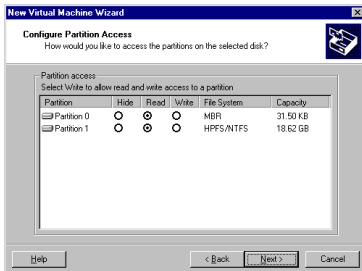 New Virtual Machine Wizard
Configure Partition Access
How would you like to access the partitions on the selected disk?
Partition access
Select Write to allow read and write access to a partition
Partition Hide Read Write File System Capacity
Partition 0 MBR 31.50 KB
Partition 1 HPFS/NTFS 18.62 GB
Help < Back Next > Cancel